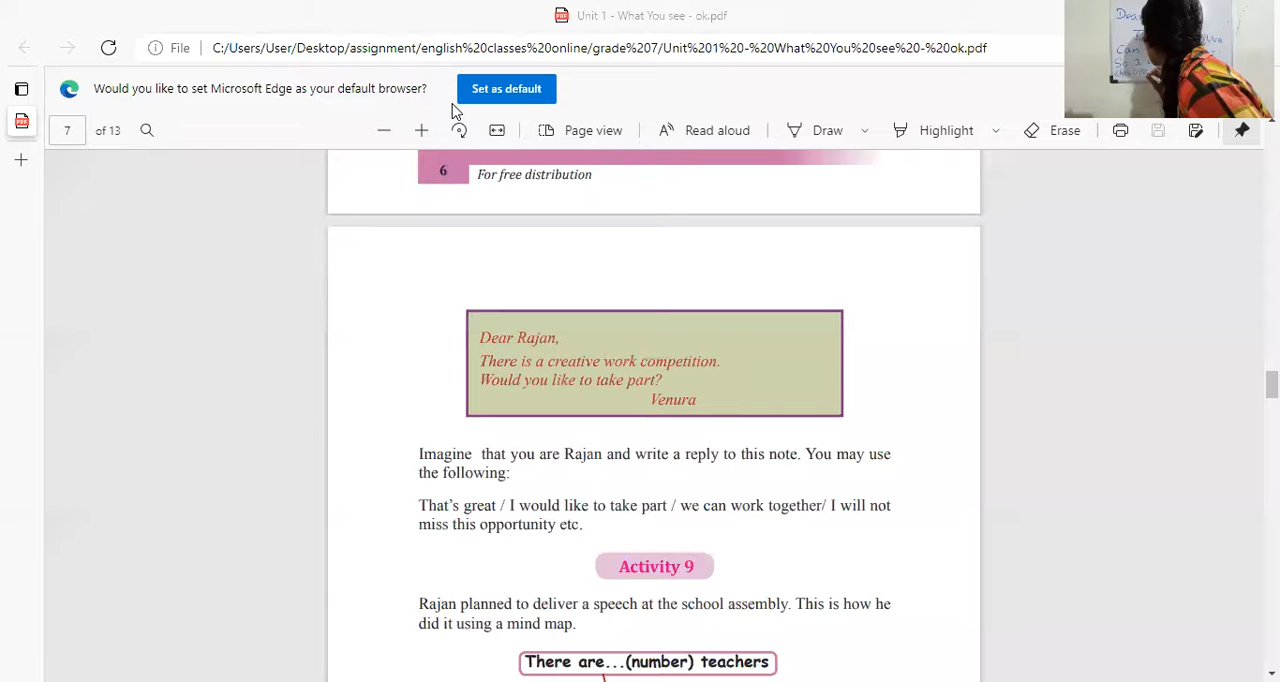 Unit 1 - What You see - ok.pdf
File
C:/Users/User/Desktop/assignment/english%20classes%20online/grade%207/Unit%201%20-%20What%20You%20see%20-%20ok.pdf
Would you like to set Microsoft Edge as your default browser?
Set as default
7
of 13
Page view
Read aloud
Draw
Highlight
Erase
6
For free distribution
Dear Rajan,
There is a creative work competition.
Would you like to take part?
Venura
Imagine that you are Rajan and write a reply to this note. You may use
the following:
That's great / I would like to take part / we can work together/ I will not
miss this opportunity etc.
Activity 9
Rajan planned to deliver a speech at the school assembly. This is how he
did it using a mind map.
There are...(number) teachers
Dea
Can
So I